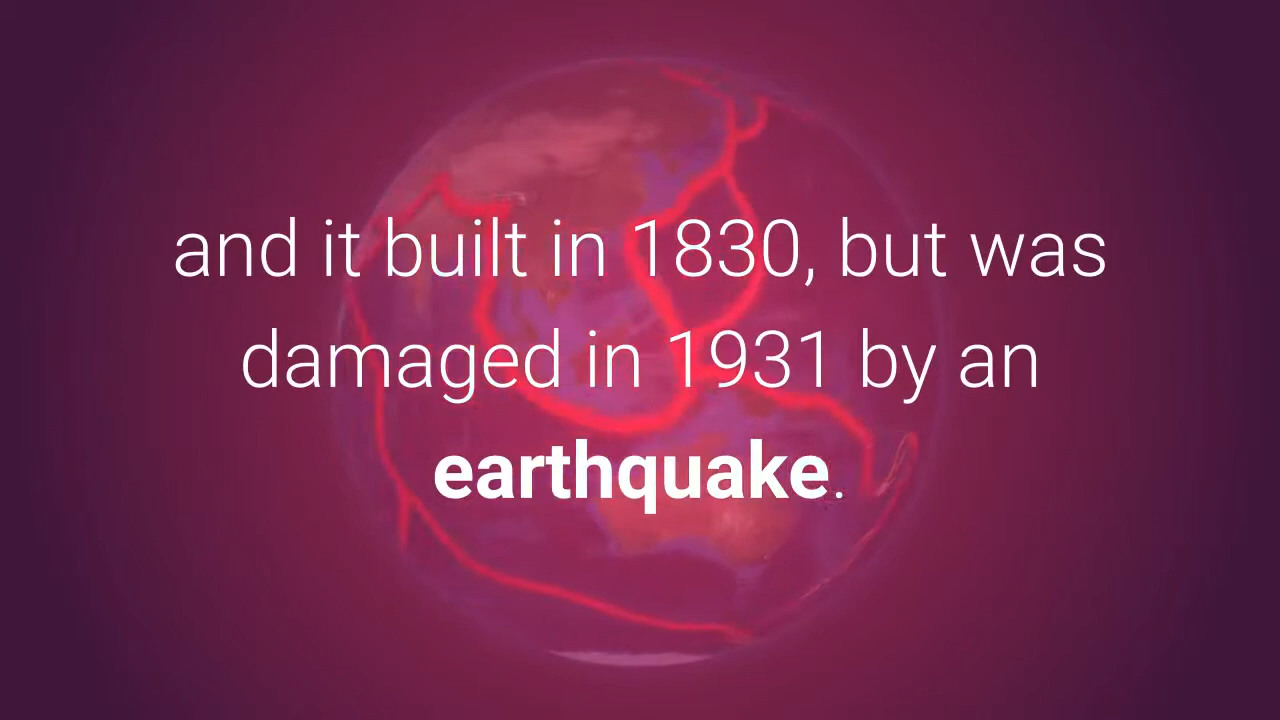 and it built in 1830, but was
damaged in 1931 by an
earthquake.